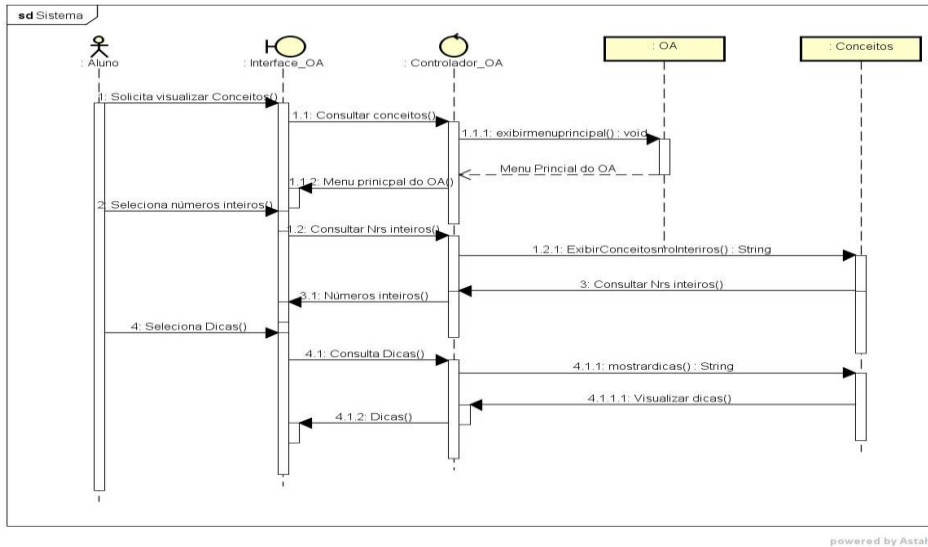 sd Sistema
: Aluno
: Interface_OA
: Controlador_OA
: OA
: Conceitos
1: Solicita visualizar Conceitos()
1.1: Consultar conceitos()
1.1.1: exibirmenuprincipal() : void
Menu Princial do OA
1.1.2: Menu prinicpal do OA()
2: Seleciona números inteiros()
1.2: Consultar Nrs inteiros()
1.2.1: ExibirConceitosnroInteriros() : String
3: Consultar Nrs inteiros()
3.1: Números inteiros()
4: Seleciona Dicas()
4.1: Consulta Dicas()
4.1.1: mostrardicas() : String
4.1.1.1: Visualizar dicas()
4.1.2: Dicas()
powered by Astah